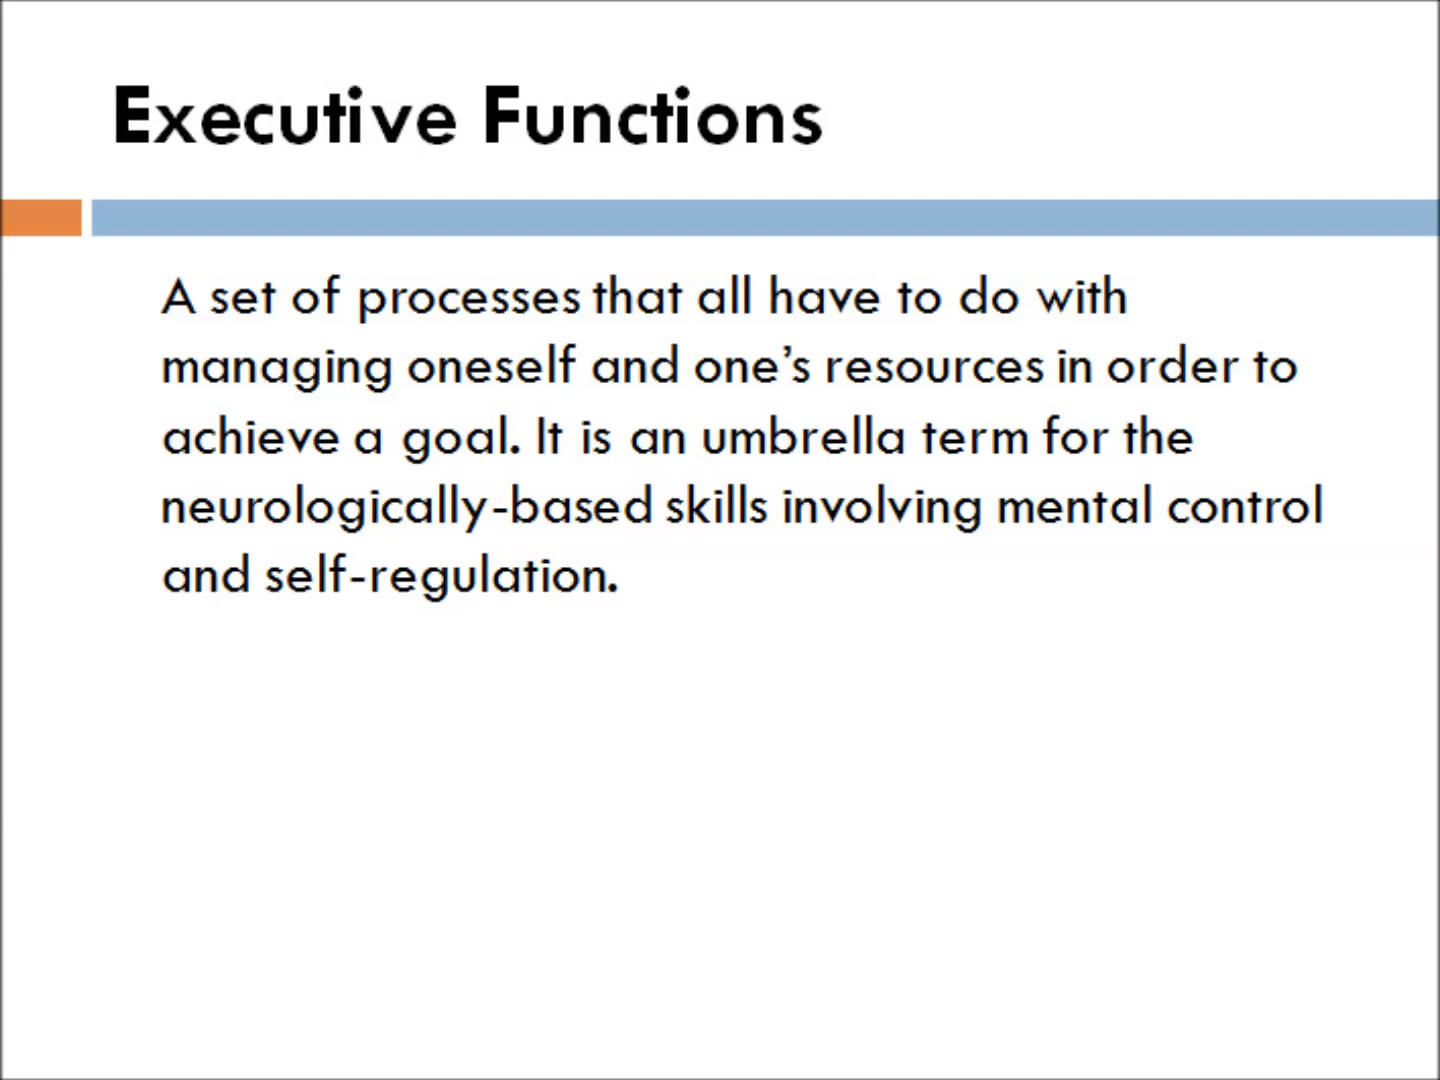 Executive Functions
A set of processes that all have to do with
managing oneself and one’s resources in order to
achieve a goal. It is an umbrella term for the
neurologically-based skills involving mental control
and self-regulation.